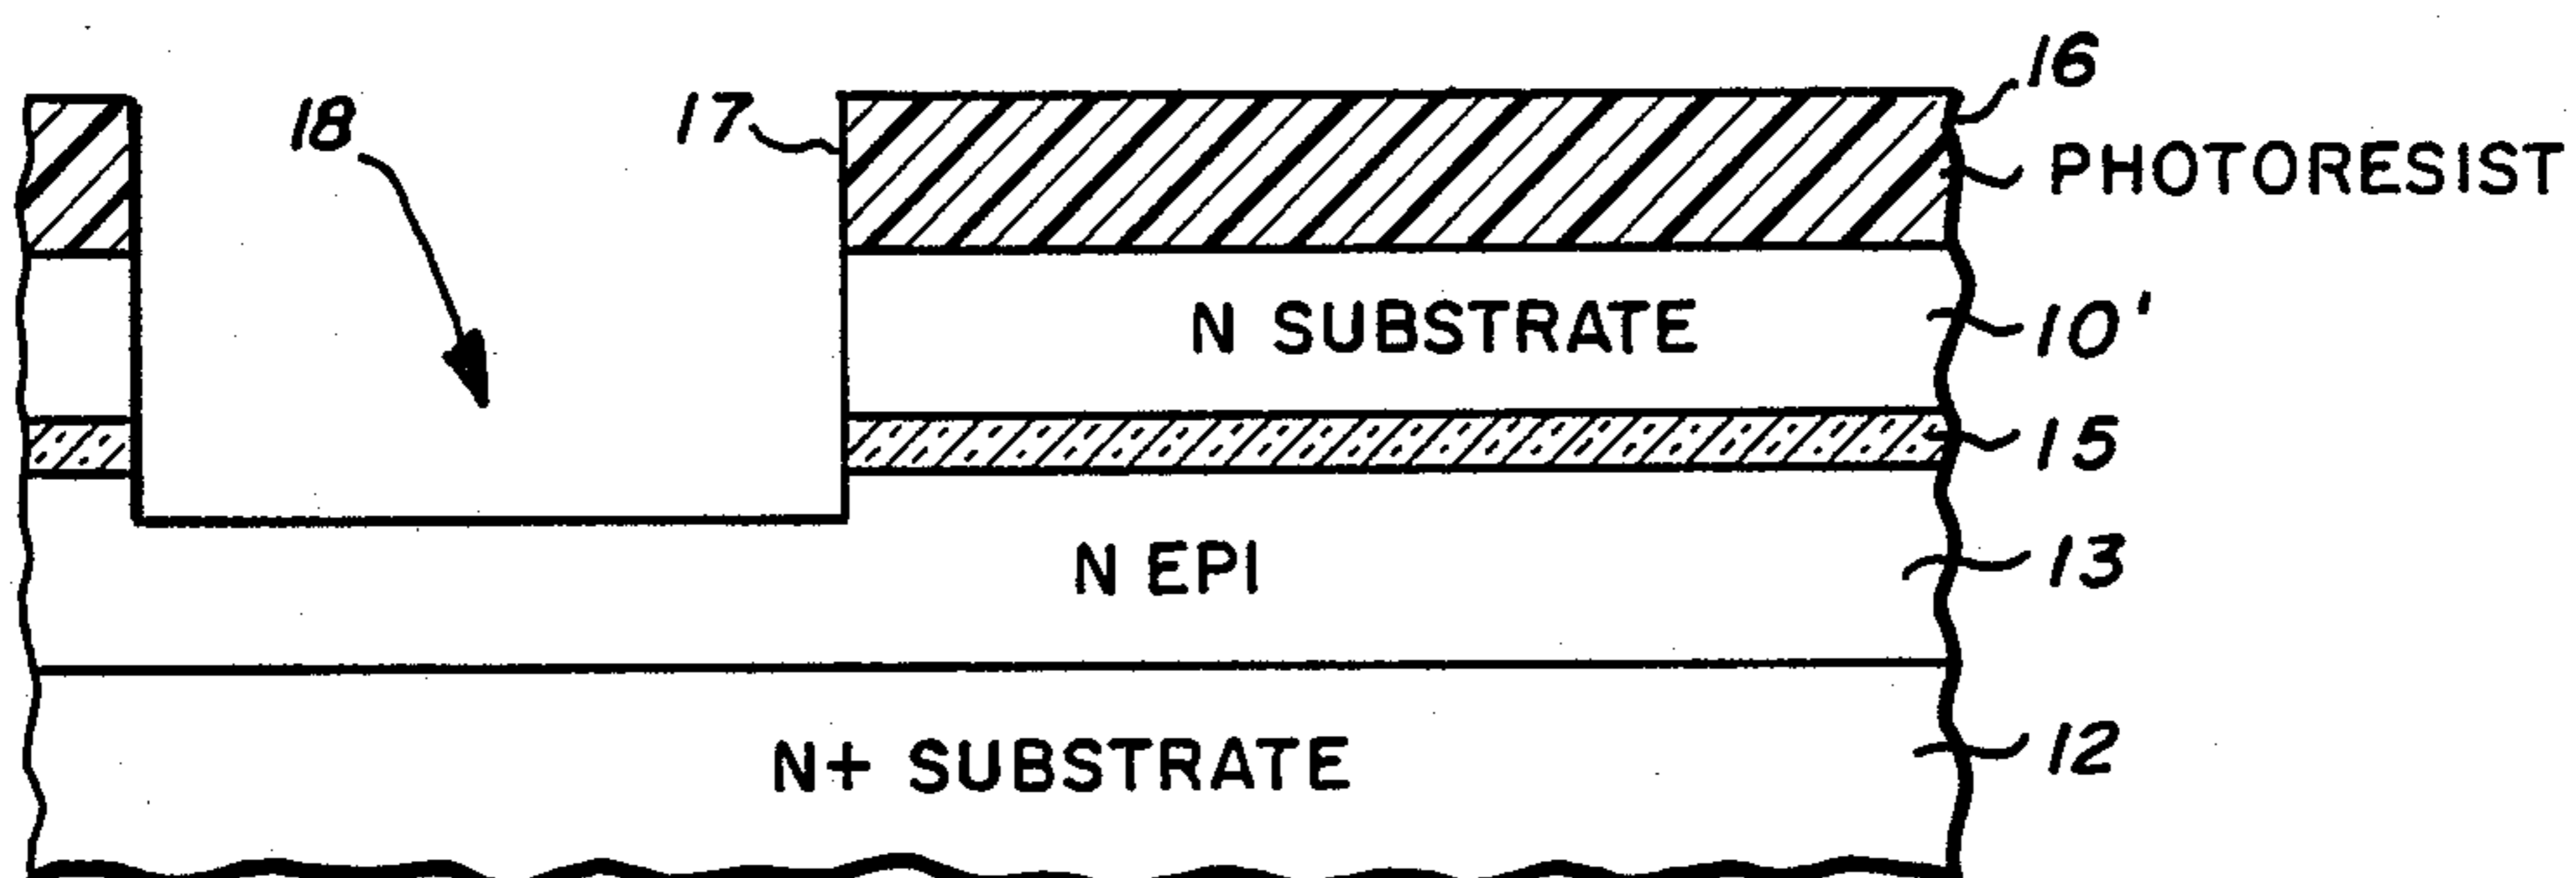 16
18
17
PHOTORESIST
N SUBSTRATE
10'
15
N EPI
13
N+ SUBSTRATE
12